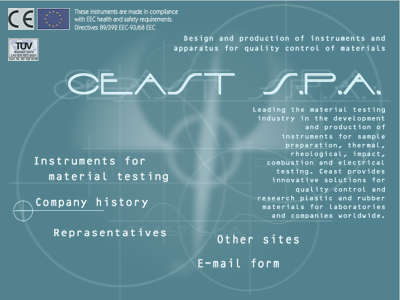 These instruments are made in compliance
with EEC health and safety requirements.
Directives 89/392 EEC-93/68 EEC
CE
TÜV
Design and production of instruments and
apparatus for quality control of materials
CEAST S.P.A.
Leading the material testing
industry in the development
and production of
instruments for sample
preparation, thermal,
rheological, impact,
combustion and electrical
testing. Ceast provides
innovative solutions for
quality control and
research plastic and rubber
materials for laboratories
and companies worldwide.
Instruments for
material testing
Company history
Reprasentatives
Other sites
E-mail form